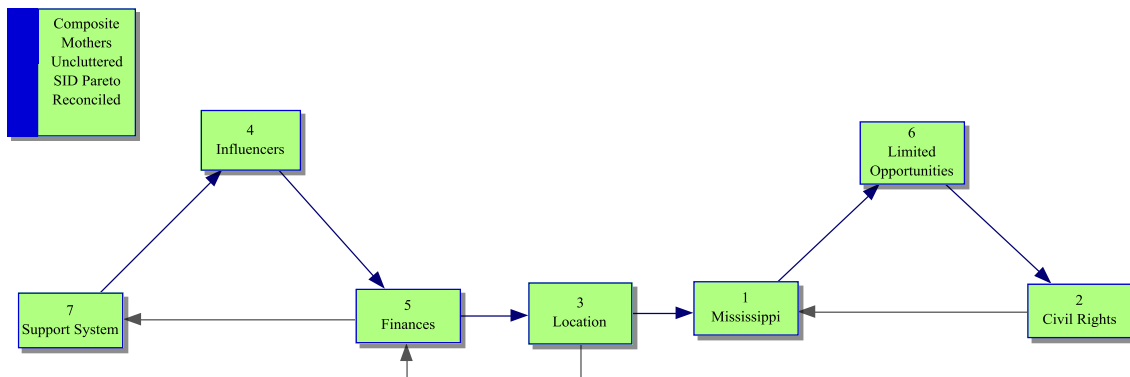 Composite
Mothers
Uncluttered
SID Pareto
Reconciled
4
Influencers
6
Limited
Opportunities
7
Support System
5
Finances
3
Location
1
Mississippi
2
Civil Rights